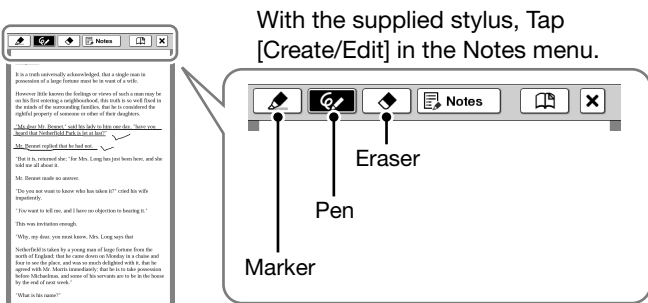 With the supplied stylus, Tap
[Create/Edit] in the Notes menu.
Notes
It is a truth universally acknowledged, that a single man in
possession of a large fortune must be in want of a wife.
However little known the feelings or views of such a man may be
on his first entering a neighbourhood, this truth is so well fixed in
the minds of the surrounding families, that he is considered the
rightful property of someone or other of their daughters.
"My dear Mr. Bennet," said his lady to him one day, "have you
heard that Netherfield Park is let at last?"
Mr. Bennet replied that he had not.
"But it is, returned she; "for Mrs. Long has just been here, and she
told me all about it.
Mr. Bennet made no answer.
"Do you not want to know who has taken it?" cried his wife
impatiently.
"You want to tell me, and I have no objection to hearing it."
This was invitation enough.
"Why, my dear, you must know, Mrs. Long says that
Netherfield is taken by a young man of large fortune from the
north of England; that he came down on Monday in a chaise and
four to see the place, and was so much delighted with it, that he
agreed with Mr. Morris immediately; that he is to take possession
before Michaelmas, and some of his servants are to be in the house
by the end of next week."
"What is his name?"
Notes
Eraser
Pen
Marker